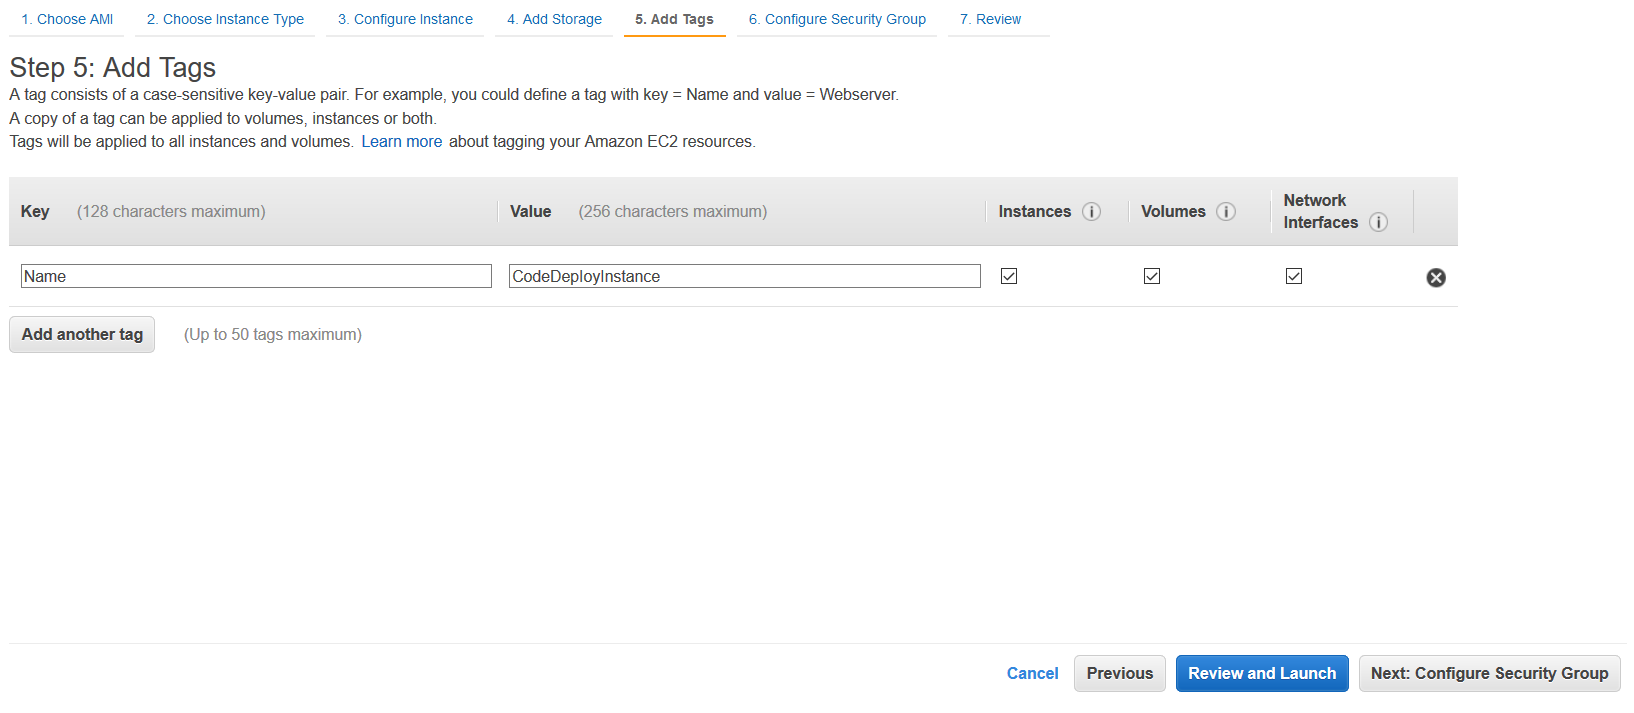 1. Choose AMI 2. Choose Instance Type 3. Configure Instance 4. Add Storage 5. Add Tags 6. Configure Security Group 7. Review
Step 5: Add Tags
A tag consists of a case-sensitive key-value pair. For example, you could define a tag with key = Name and value = Webserver.
A copy of a tag can be applied to volumes, instances or both.
Tags will be applied to all instances and volumes. Learn more about tagging your Amazon EC2 resources.
Key (128 characters maximum) Value (256 characters maximum) Instances i Volumes i Network
Interfaces i
Name CodeDeployInstance
Add another tag (Up to 50 tags maximum)
Cancel Previous Review and Launch Next: Configure Security Group